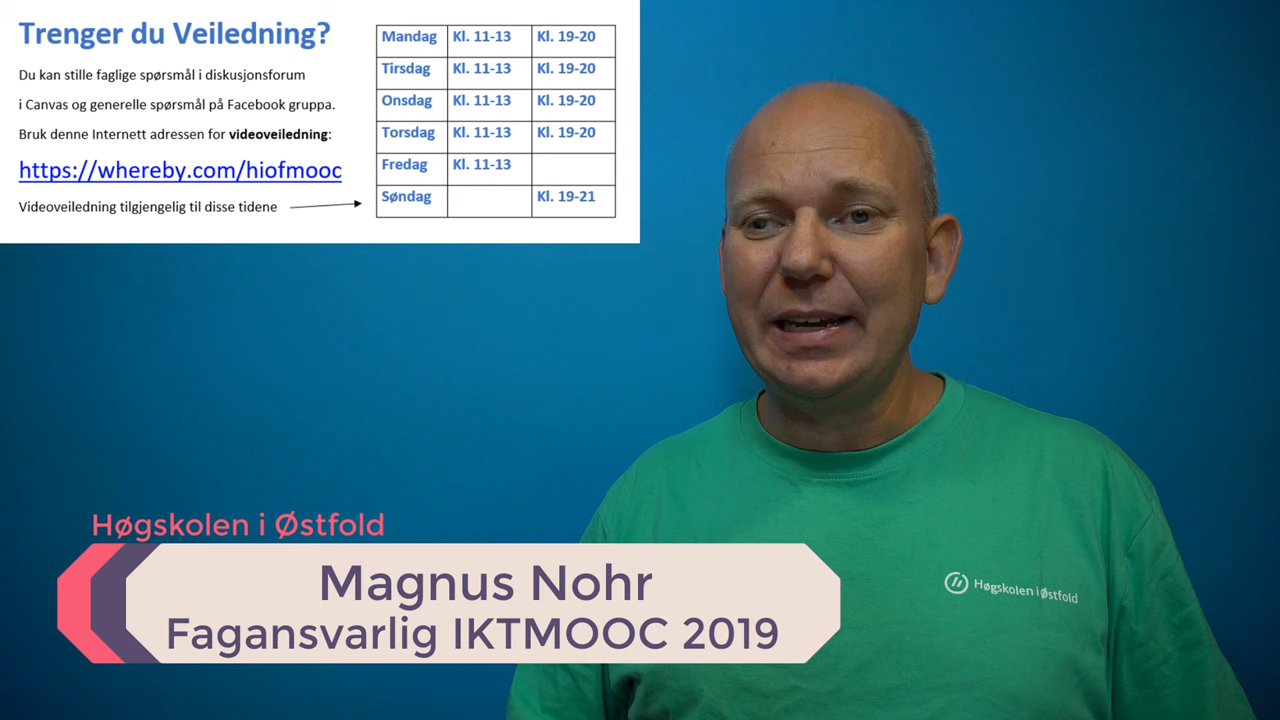 Trenger du Veiledning?
Du kan stille faglige spørsmål i diskusjonsforum
i Canvas og generelle spørsmål på Facebook gruppa.
Bruk denne Internett adressen for videoveiledning:
https://whereby.com/hiofmooc
Videoveiledning tilgjengelig til disse tidene
Mandag Kl. 11-13 Kl. 19-20
Tirsdag Kl. 11-13 Kl. 19-20
Onsdag Kl. 11-13 Kl. 19-20
Torsdag Kl. 11-13 Kl. 19-20
Fredag Kl. 11-13
Søndag Kl. 19-21
Høgskolen i Østfold
Magnus Nohr
Fagansvarlig IKTMOOC 2019
Høgskolen i Østfold